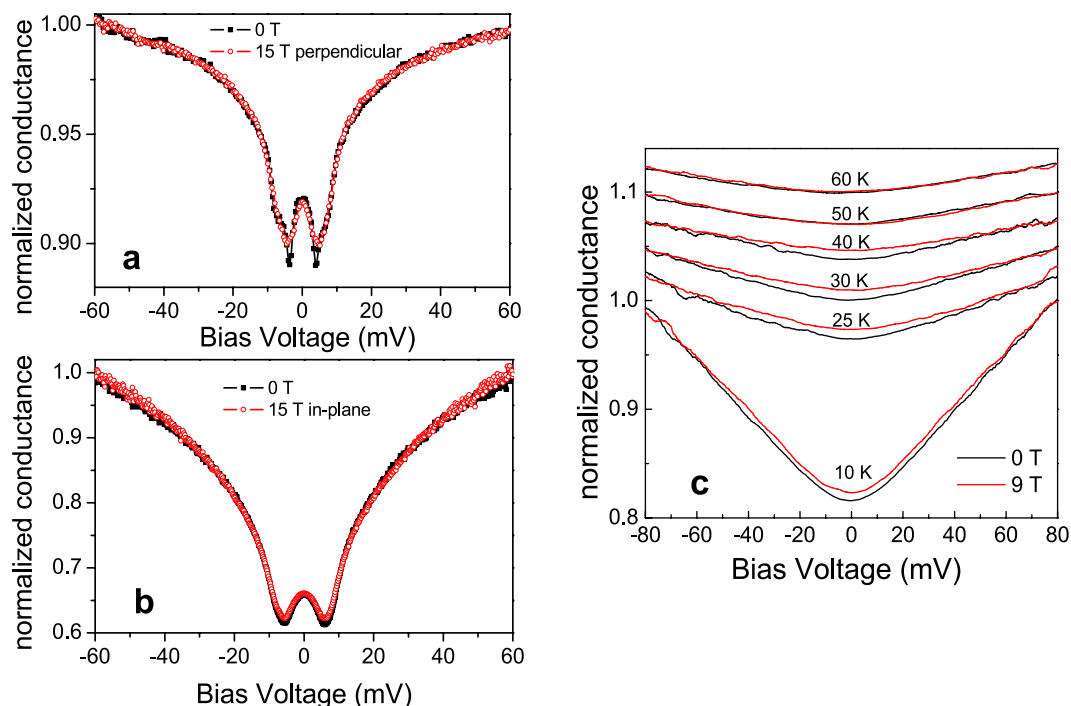 1.00
0.95
0.90
normalized conductance
0 T
15 T perpendicular
a
-60 -40 -20 0 20 40 60
Bias Voltage (mV)
1.0
0.9
0.8
0.7
0.6
normalized conductance
0 T
15 T in-plane
b
-60 -40 -20 0 20 40 60
Bias Voltage (mV)
1.1
1.0
0.9
0.8
normalized conductance
60 K
50 K
40 K
30 K
25 K
10 K
c
0 T
9 T
-80 -60 -40 -20 0 20 40 60 80
Bias Voltage (mV)